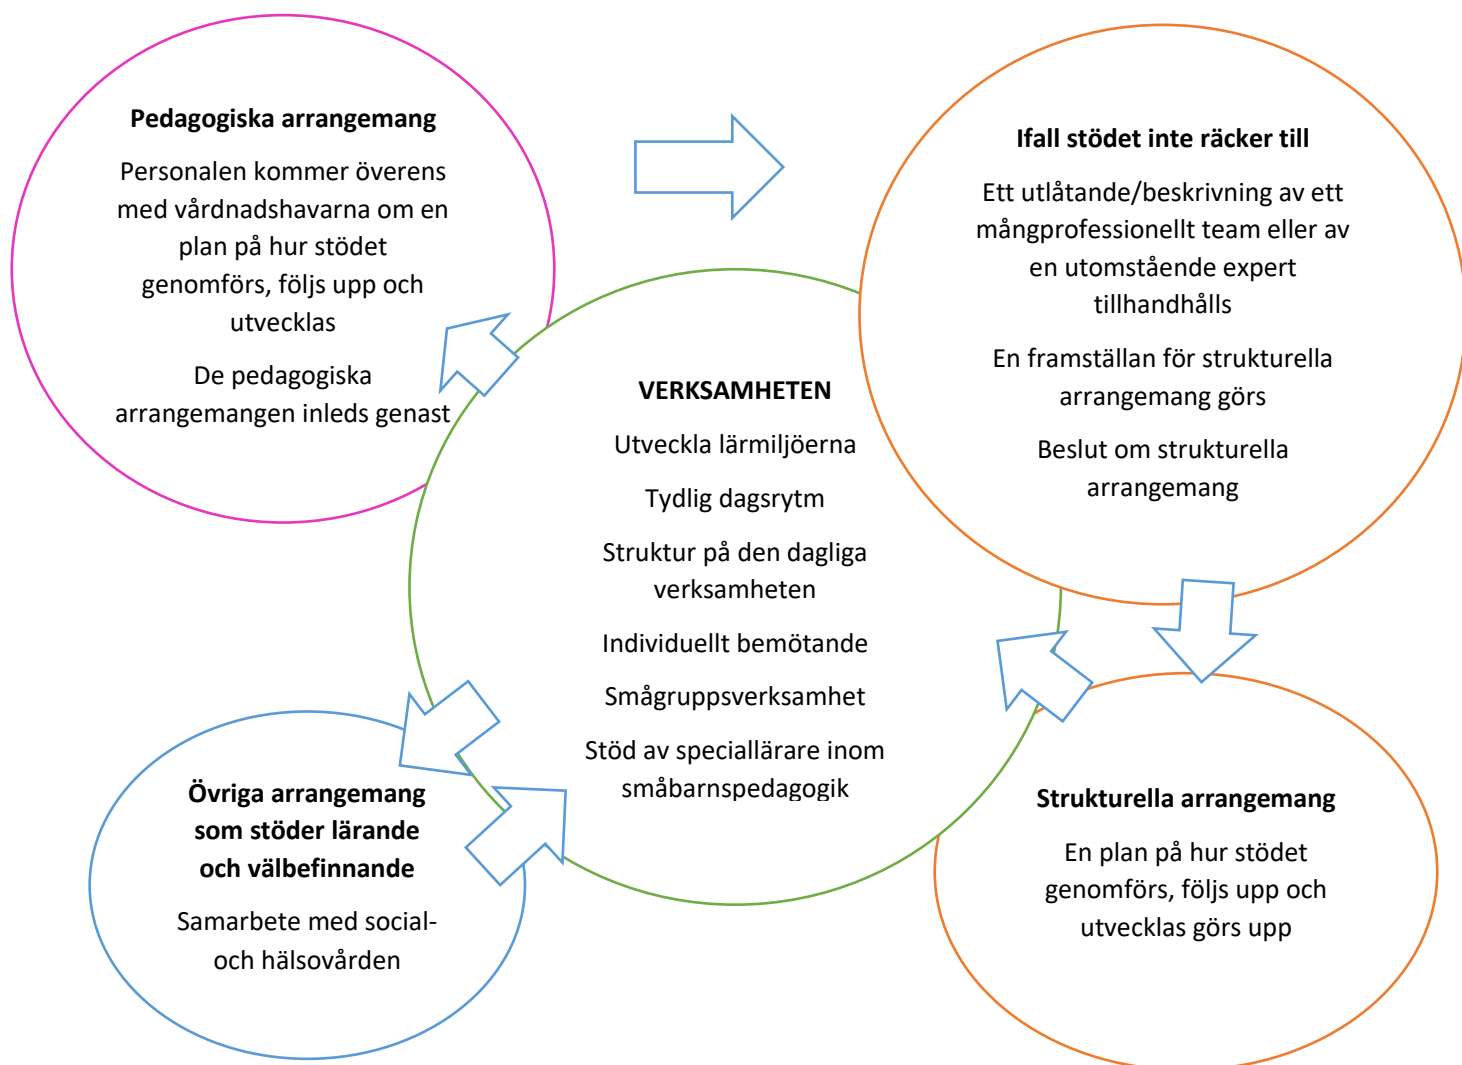 Pedagogiska arrangemang
Personalen kommer överens
med vårdnadshavarna om en
plan på hur stödet
genomförs, följs upp och
utvecklas
De pedagogiska
arrangemangen inleds genast
Ifall stödet inte räcker till
Ett utlåtande/beskrivning av ett
mångprofessionellt team eller av
en utomstående expert
tillhandhålls
En framställan för strukturella
arrangemang görs
Beslut om strukturella
arrangemang
VERKSAMHETEN
Utveckla lärmiljöerna
Tydlig dagsrytm
Struktur på den dagliga
verksamheten
Individuellt bemötande
Smågruppsverksamhet
Stöd av speciallärare inom
småbarnspedagogik
Övriga arrangemang
som stöder lärande
och välbefinnande
Samarbete med social-
och hälsovården
Strukturella arrangemang
En plan på hur stödet
genomförs, följs upp och
utvecklas görs upp